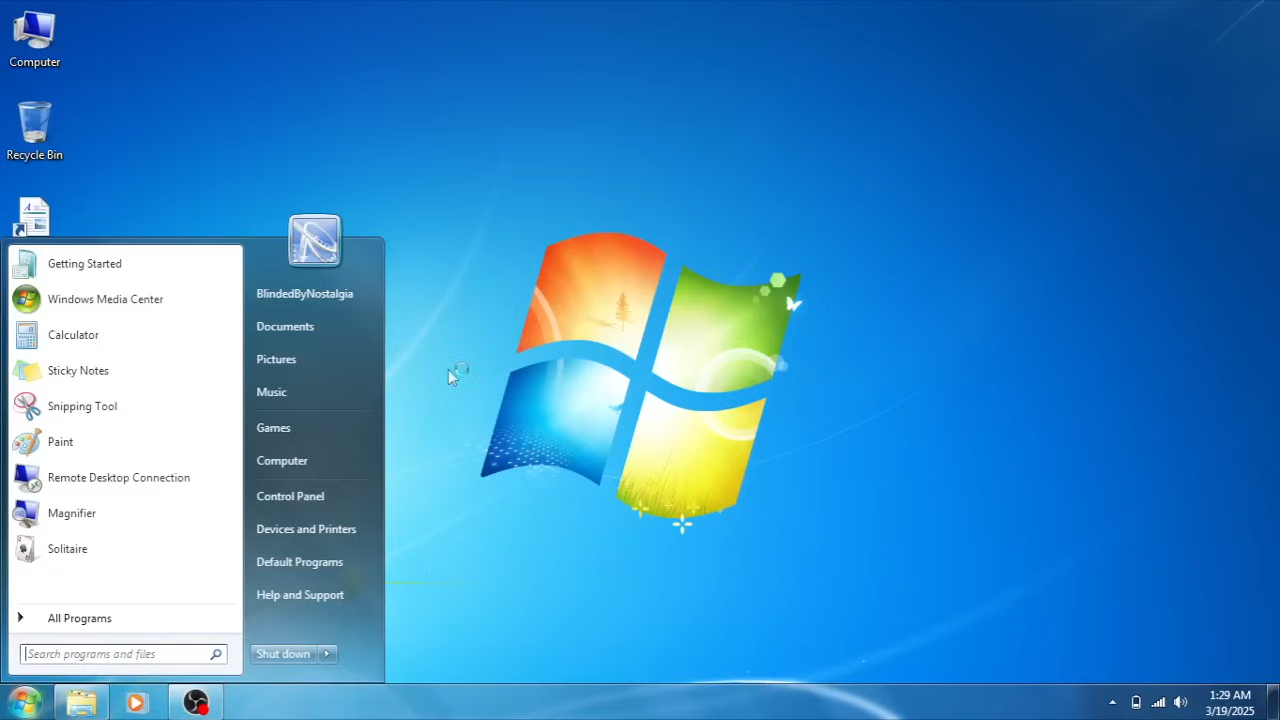 Computer
Recycle Bin
Getting Started
Windows Media Center
Calculator
Sticky Notes
Snipping Tool
Paint
Remote Desktop Connection
Magnifier
Solitaire
All Programs
Search programs and files
BlindedByNostalgia
Documents
Pictures
Music
Games
Computer
Control Panel
Devices and Printers
Default Programs
Help and Support
Shut down
1:29 AM
3/19/2025